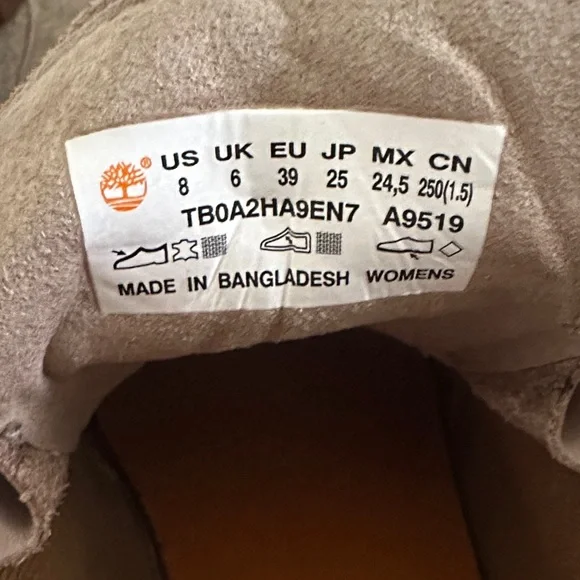 ® US UK EU JP MX CN
8 6 39 25 24,5 250(1.5)
TB0A2HA9EN7 A9519
MADE IN BANGLADESH WOMENS